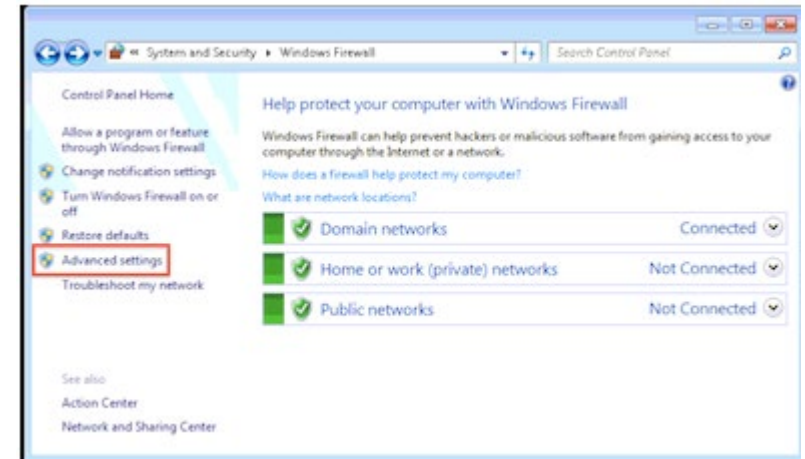 « System and Security ▸ Windows Firewall
Search Control Panel
Control Panel Home
Allow a program or feature
through Windows Firewall
Change notification settings
Turn Windows Firewall on or
off
Restore defaults
Advanced settings
Troubleshoot my network
See also
Action Center
Network and Sharing Center
Help protect your computer with Windows Firewall
Windows Firewall can help prevent hackers or malicious software from gaining access to your
computer through the Internet or a network.
How does a firewall help protect my computer?
What are network locations?
Domain networks Connected
Home or work (private) networks Not Connected
Public networks Not Connected